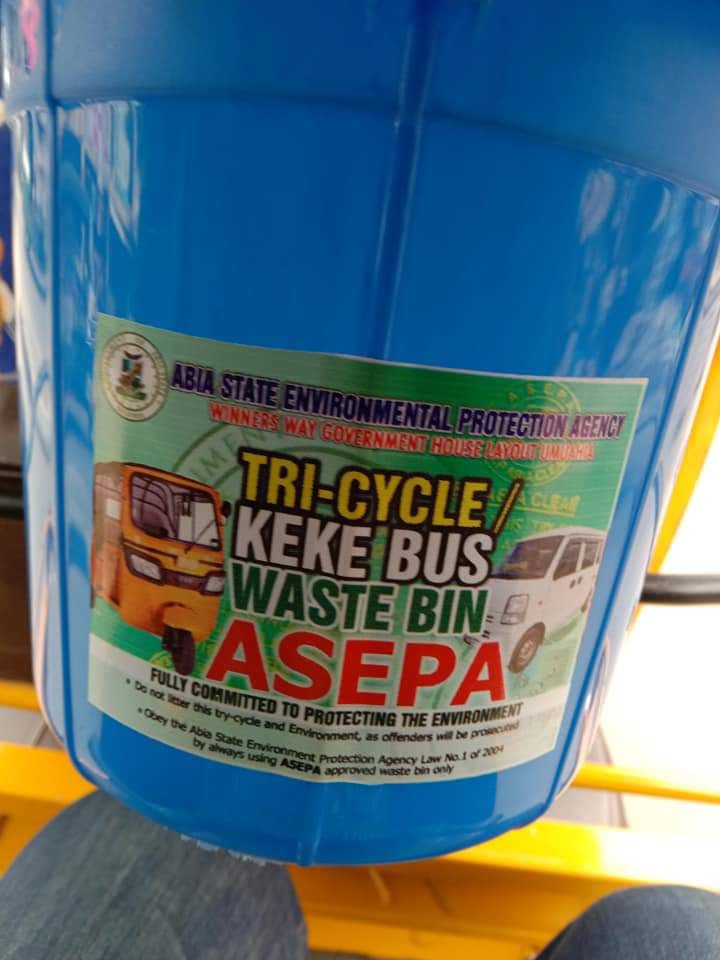 ABIA STATE ENVIRONMENTAL PROTECTION AGENCY
WINNERS WAY GOVERNMENT HOUSE LAYOUT UMUAHIA
TRI-CYCLE /
KEKE BUS
WASTE BIN
ASEPA
FULLY COMMITTED TO PROTECTING THE ENVIRONMENT
* Do not litter this try-cycle and Environment, as offenders will be prosecuted
* Obey the Abia State Environment Protection Agency Law No.1 of 2004
by always using ASEPA approved waste bin only